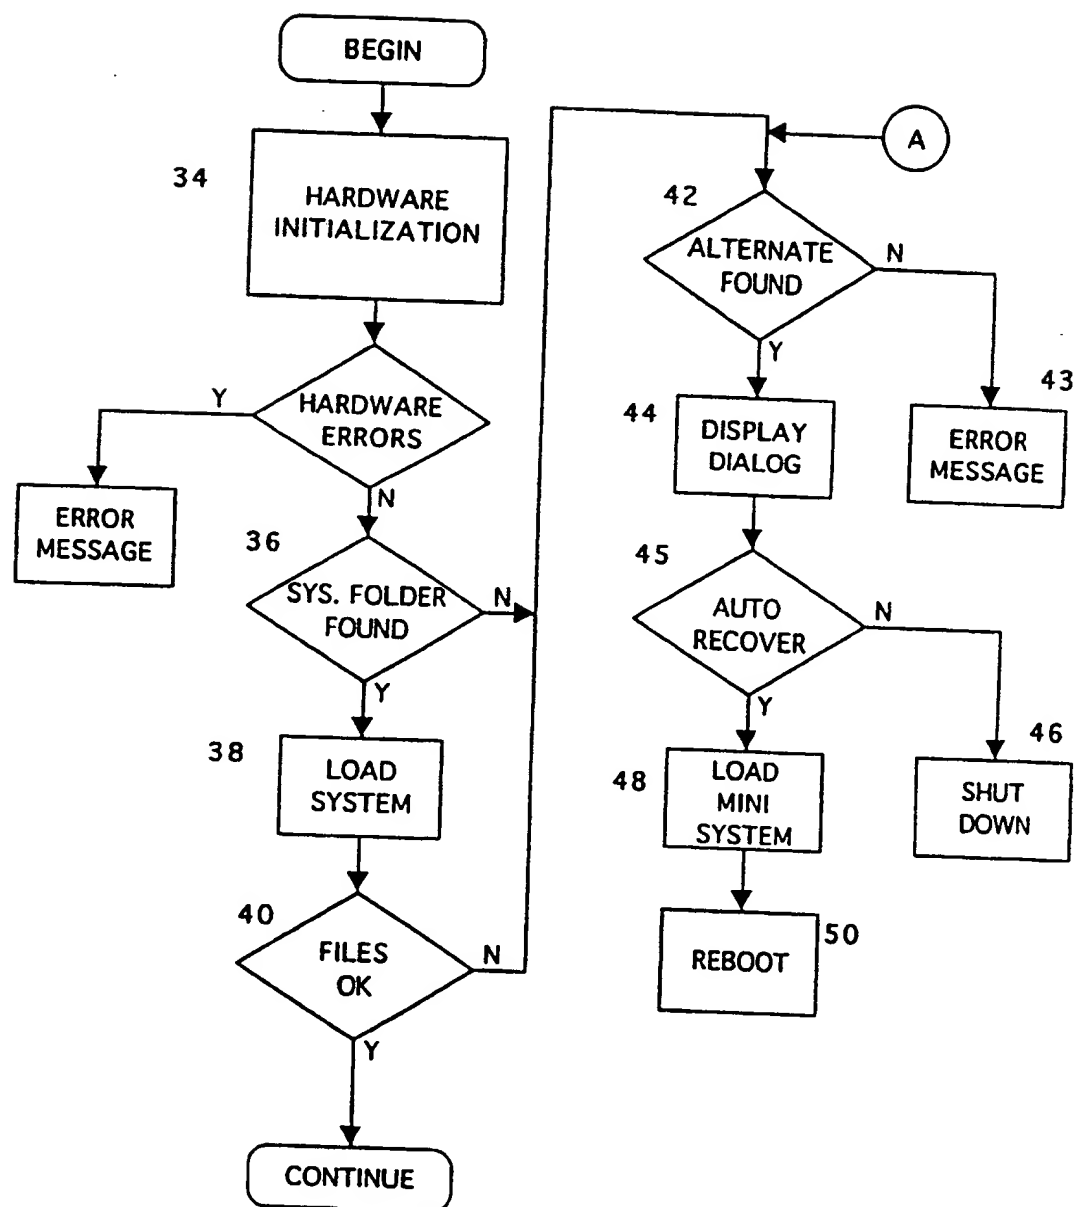 BEGIN
34
HARDWARE
INITIALIZATION
HARDWARE
ERRORS
Y
N
ERROR
MESSAGE
36
SYS. FOLDER
FOUND
N
Y
38
LOAD
SYSTEM
40
FILES
OK
N
Y
CONTINUE
A
42
ALTERNATE
FOUND
N
Y
43
ERROR
MESSAGE
44
DISPLAY
DIALOG
45
AUTO
RECOVER
N
Y
46
SHUT
DOWN
48
LOAD
MINI
SYSTEM
50
REBOOT